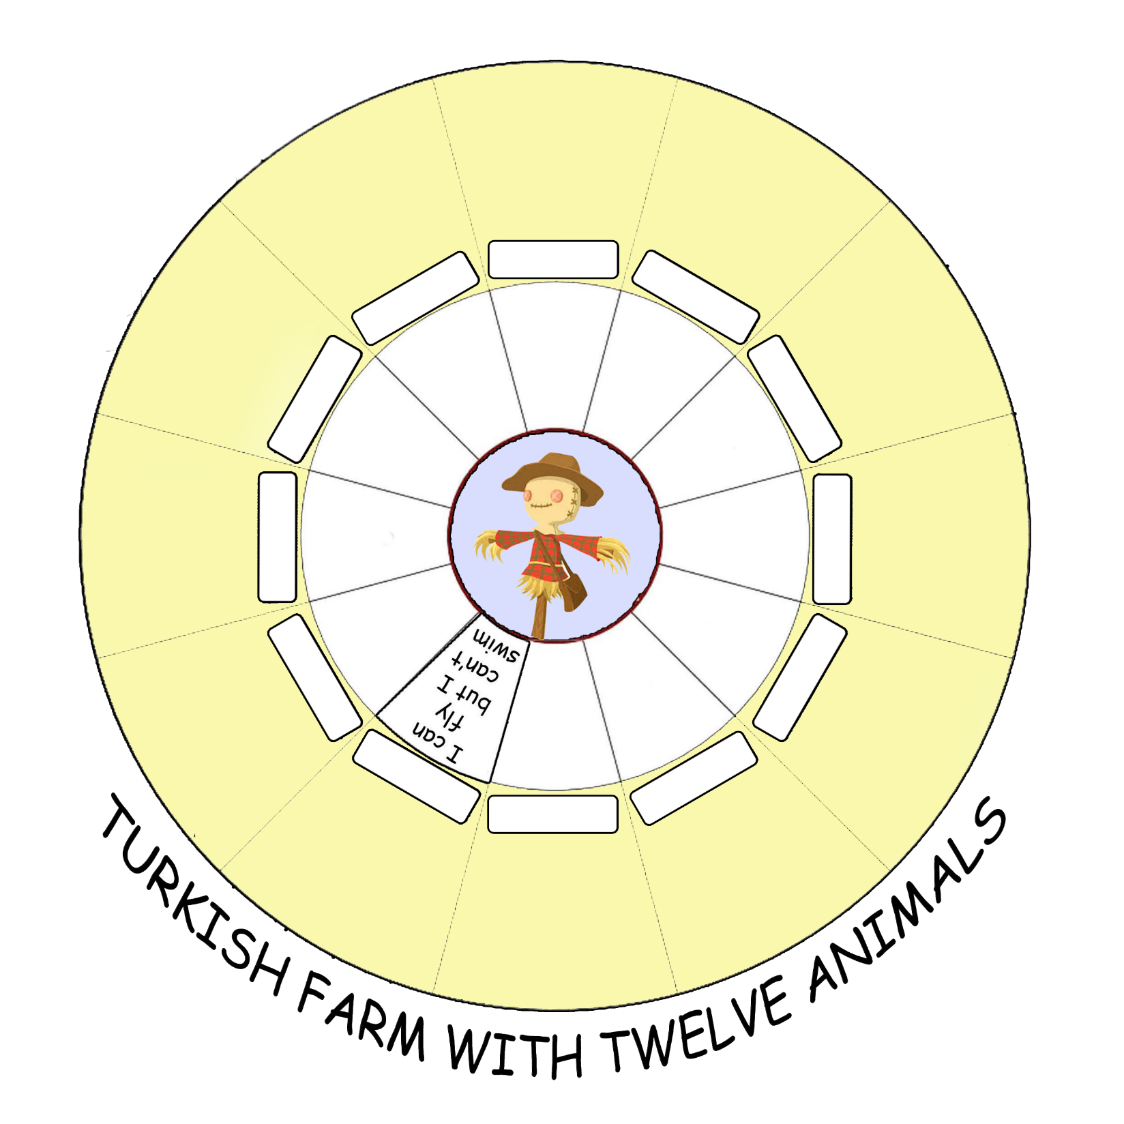 I can
fly
but I
can't
swim
TURKISH FARM WITH TWELVE ANIMALS